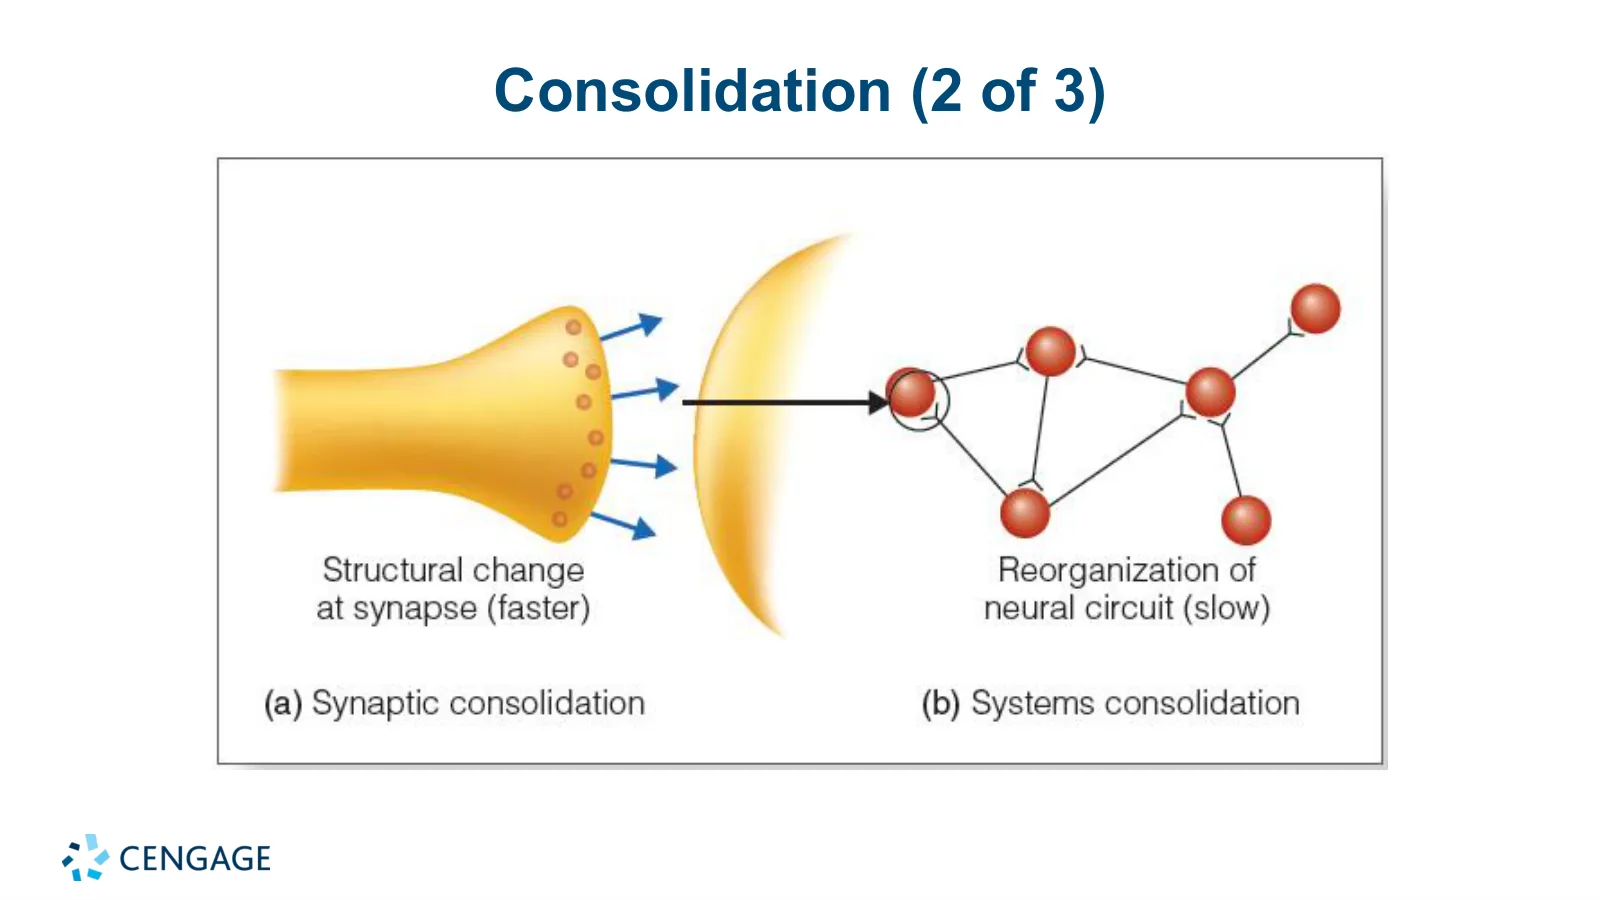 Consolidation (2 of 3)
Structural change
at synapse (faster)
Reorganization of
neural circuit (slow)
(a) Synaptic consolidation
(b) Systems consolidation
CENGAGE